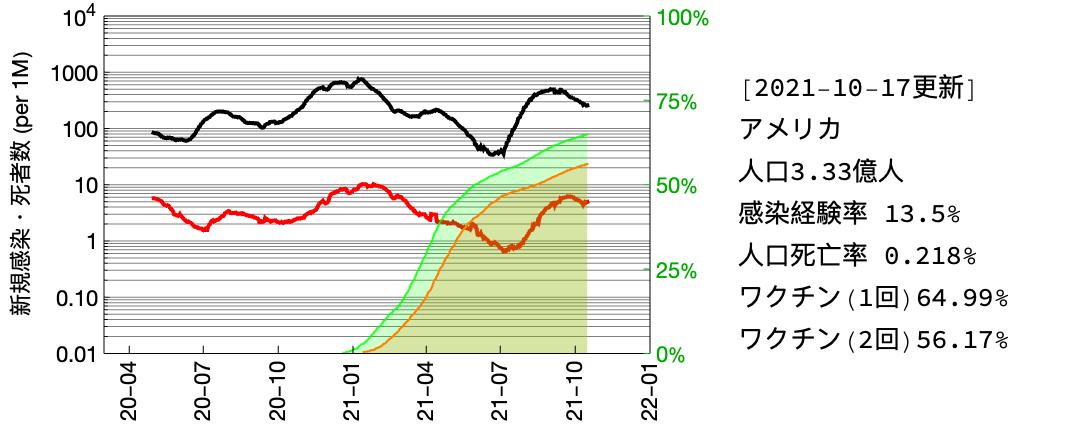 新規感染・死者数 (per 1M)
10^4
1000
100
10
1
0.10
0.01
100%
75%
50%
25%
0%
20-04
20-07
20-10
21-01
21-04
21-07
21-10
22-01
[2021-10-17更新]
アメリカ
人口3.33億人
感染経験率 13.5%
人口死亡率 0.218%
ワクチン(1回)64.99%
ワクチン(2回)56.17%